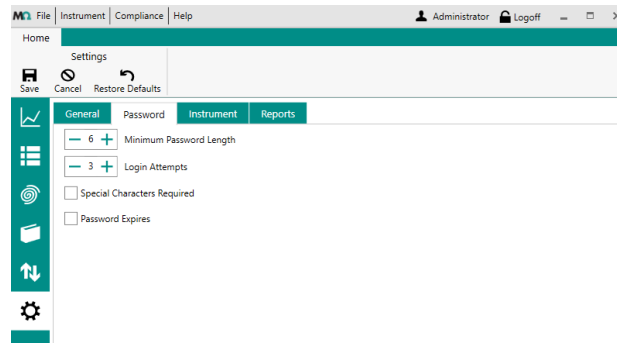 MΩ File Instrument Compliance Help Administrator Logoff
Home
Settings
Save Cancel Restore Defaults
General Password Instrument Reports
6 Minimum Password Length
3 Login Attempts
Special Characters Required
Password Expires